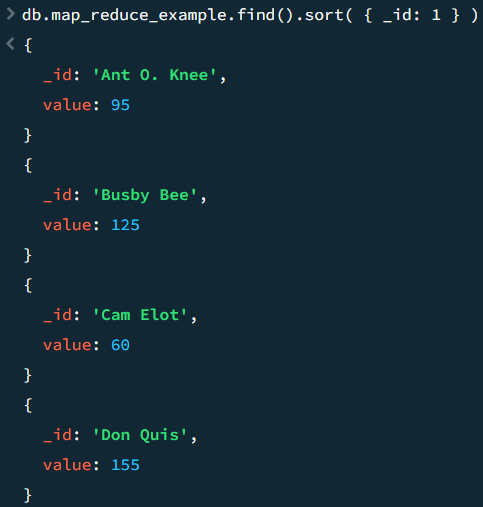 > db.map_reduce_example.find().sort( { _id: 1 } )
< {
_id: 'Ant O. Knee',
value: 95
}
{
_id: 'Busby Bee',
value: 125
}
{
_id: 'Cam Elot',
value: 60
}
{
_id: 'Don Quis',
value: 155
}